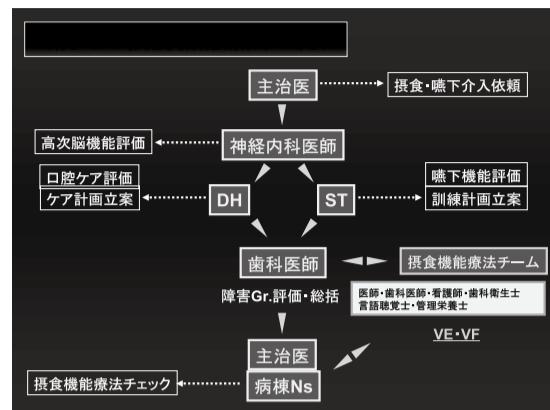 主治医
摂食・嚥下介入依頼
高次脳機能評価
神経内科医師
口腔ケア評価
ケア計画立案
DH
ST
嚥下機能評価
訓練計画立案
歯科医師
摂食機能療法チーム
障害Gr.評価・総括
医師・歯科医師・看護師・歯科衛生士
言語聴覚士・管理栄養士
VE・VF
主治医
病棟Ns
摂食機能療法チェック